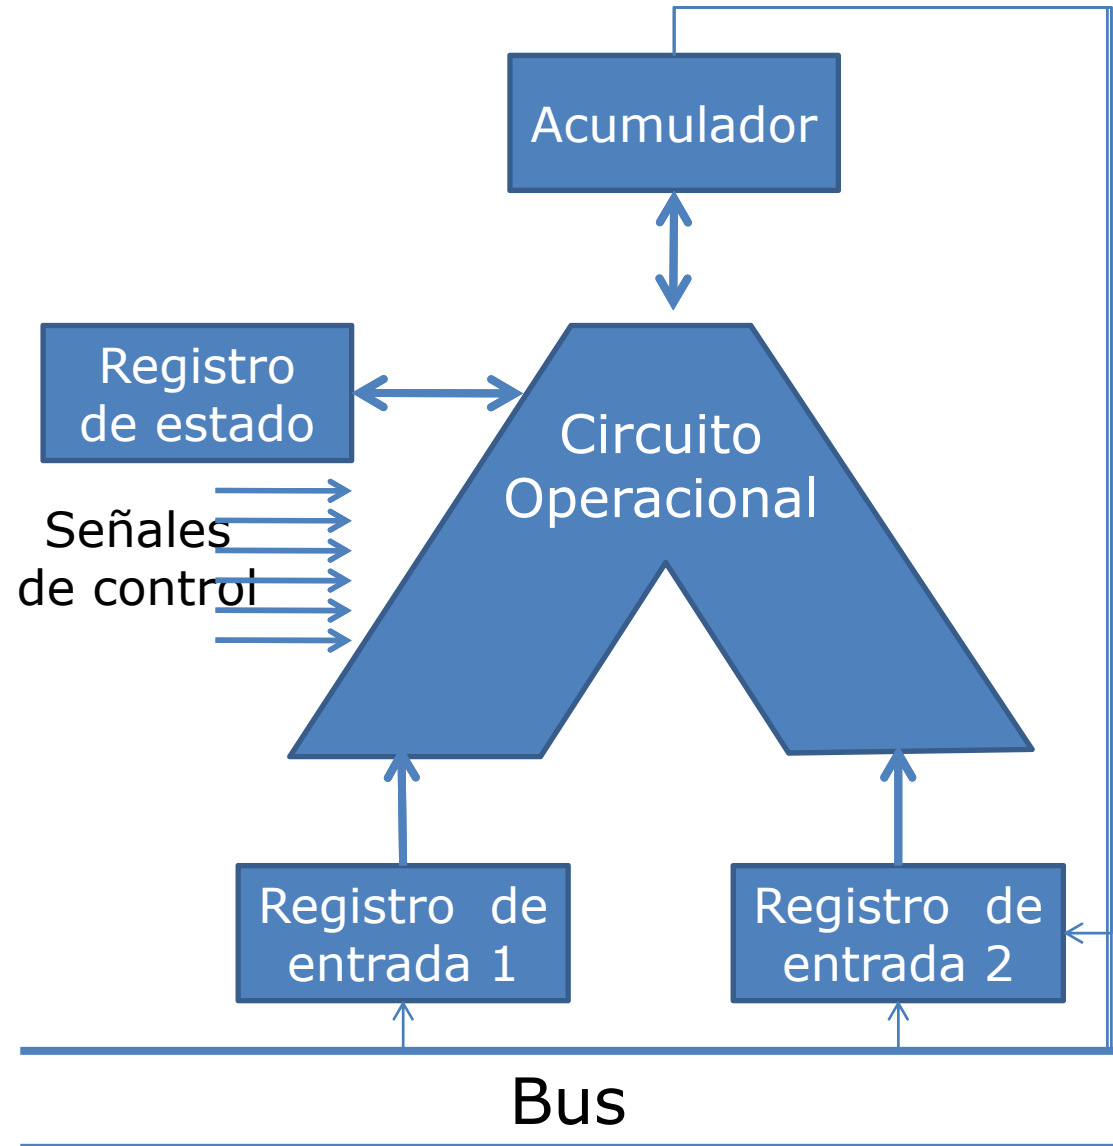 Acumulador
Registro
de estado
Circuito
Operacional
Señales
de control
Registro de
entrada 1
Registro de
entrada 2
Bus